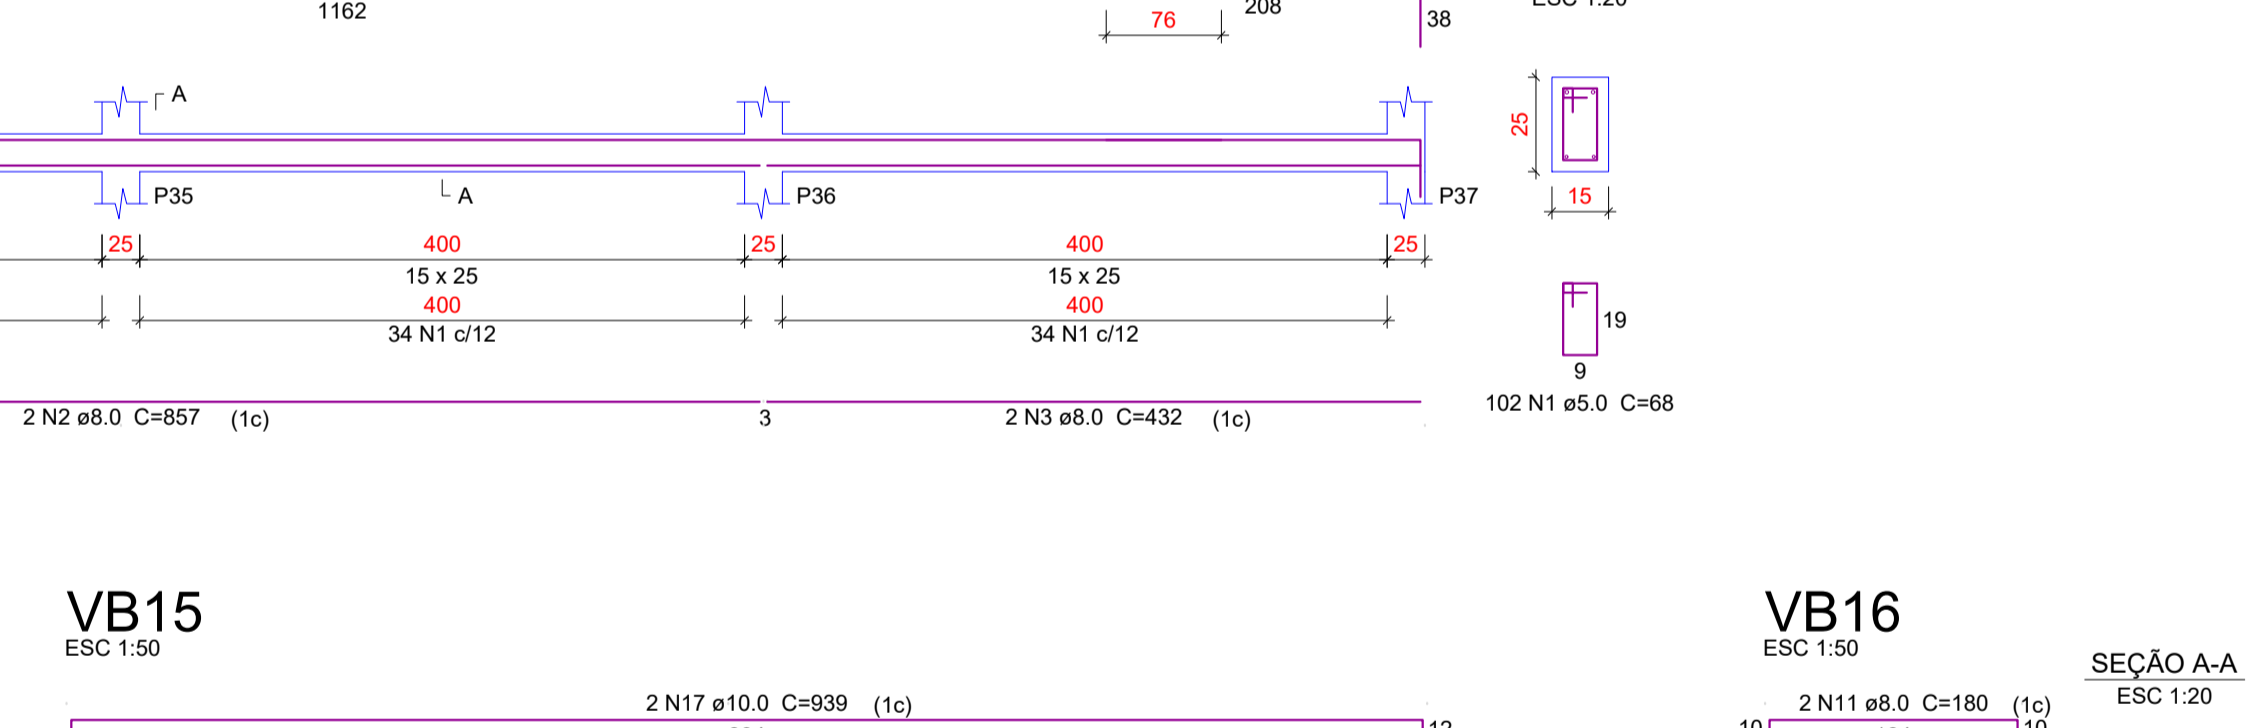 1162
76
208
38
A
25
P35
A
P36
P37
15
25
400
25
400
25
15 x 25
15 x 25
400
400
34 N1 c/12
34 N1 c/12
19
9
102 N1 ø5.0 C=68
2 N2 ø8.0 C=857 (1c)
3
2 N3 ø8.0 C=432 (1c)
VB15
ESC 1:50
VB16
ESC 1:50
SEÇÃO A-A
ESC 1:20
2 N17 ø10.0 C=939 (1c)
2 N11 ø8.0 C=180 (1c)